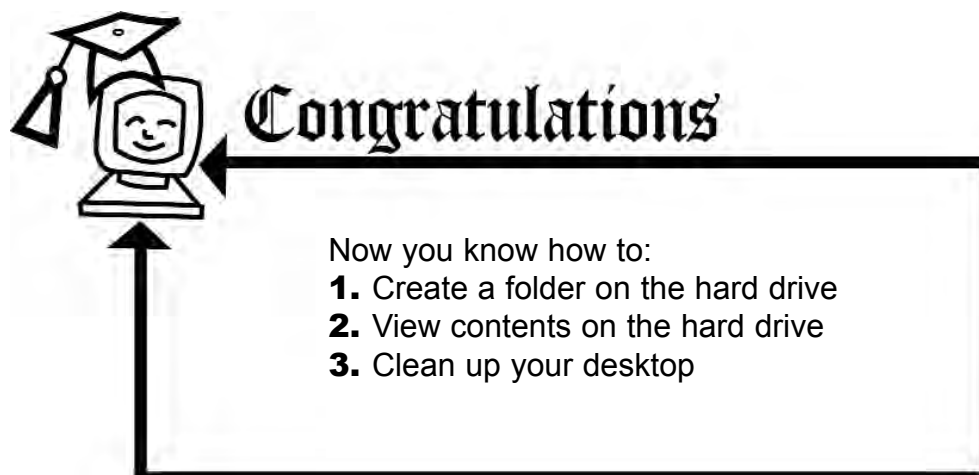 Congratulations
Now you know how to:
1. Create a folder on the hard drive
2. View contents on the hard drive
3. Clean up your desktop